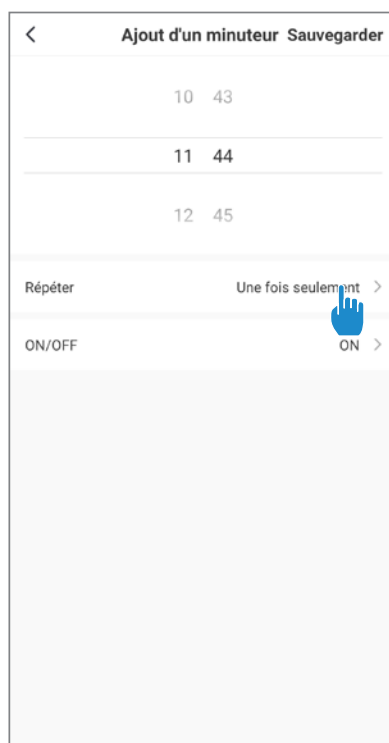 Ajout d'un minuteur Sauvegarder
10 43
11 44
12 45
Répéter Une fois seulement
ON/OFF ON